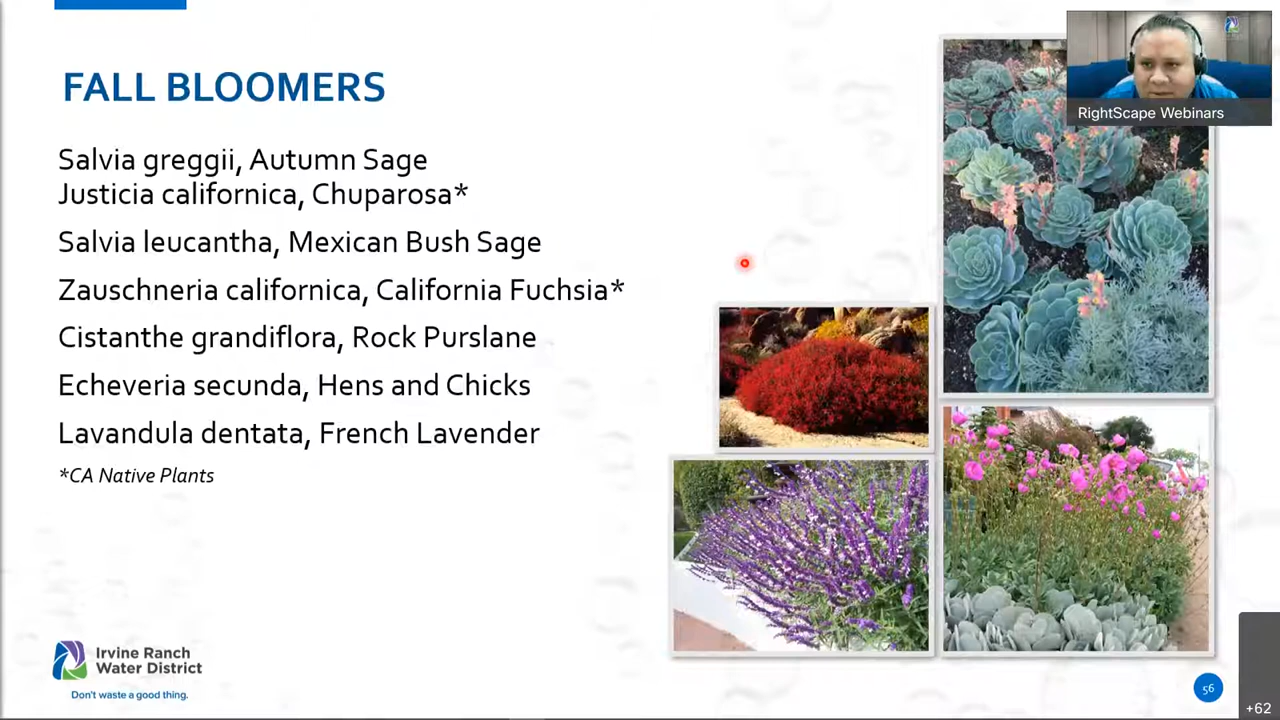 FALL BLOOMERS
Salvia greggii, Autumn Sage
Justicia californica, Chuparosa*
Salvia leucantha, Mexican Bush Sage
Zauschneria californica, California Fuchsia*
Cistanthe grandiflora, Rock Purslane
Echeveria secunda, Hens and Chicks
Lavandula dentata, French Lavender
*CA Native Plants
RightScape Webinars
Irvine Ranch
Water District
Don't waste a good thing.
56
+62